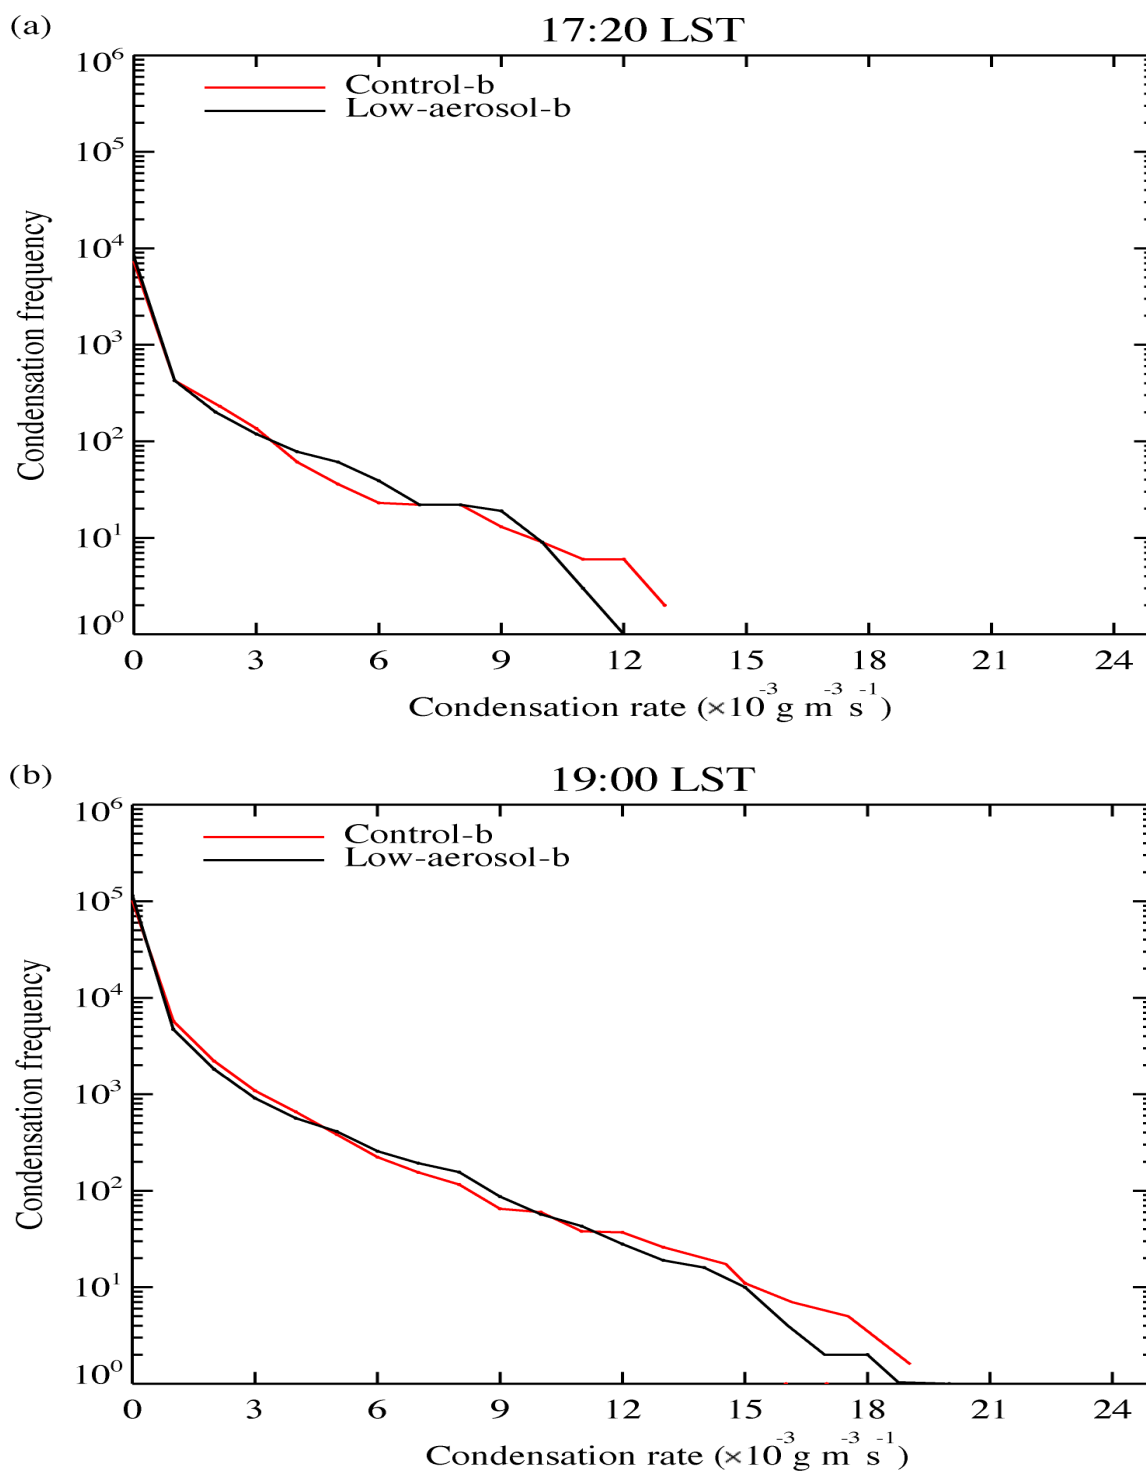 (a)
17:20 LST
Control-b
Low-aerosol-b
10⁶
10⁵
10⁴
10³
10²
10¹
10⁰
Condensation frequency
0 3 6 9 12 15 18 21 24
Condensation rate (×10⁻³g m⁻³s⁻¹)
(b)
19:00 LST
Control-b
Low-aerosol-b
10⁶
10⁵
10⁴
10³
10²
10¹
10⁰
Condensation frequency
0 3 6 9 12 15 18 21 24
Condensation rate (×10⁻³g m⁻³s⁻¹)